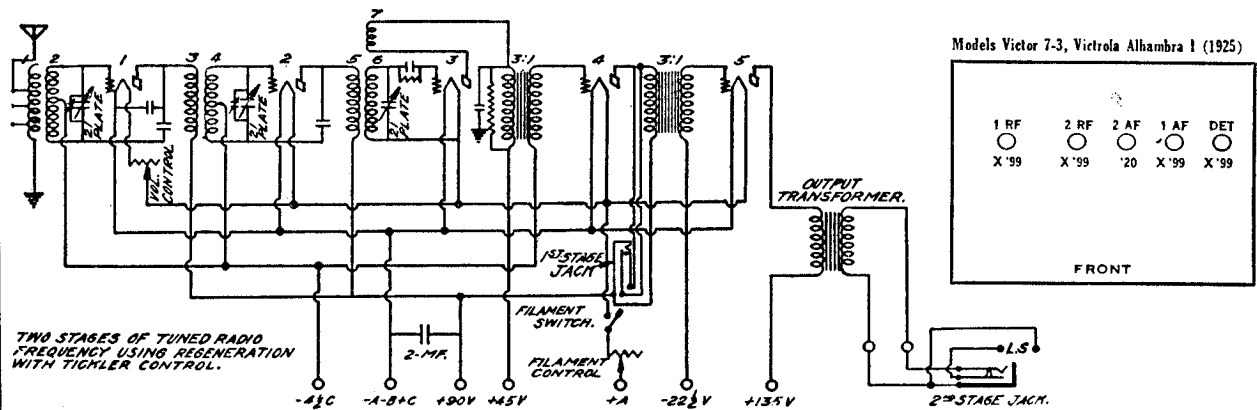 7
1
2
3
4
2
5
6
3
3:1
4
3:1
5
21 PLATE
21 PLATE
21 PLATE
VOL. CONTROL
1ST STAGE
JACK
FILAMENT
SWITCH.
FILAMENT
CONTROL
OUTPUT
TRANSFORMER.
TWO STAGES OF TUNED RADIO
FREQUENCY USING REGENERATION
WITH TICKLER CONTROL.
2-MF.
-4½C
-A-B+C
+90V
+45V
+A
-22½V
+135V
L.S
2ND STAGE JACK.
Models Victor 7-3, Victrola Alhambra I (1925)
1 RF 2 RF 2 AF 1 AF DET
X '99 X '99 '20 X '99 X '99
FRONT